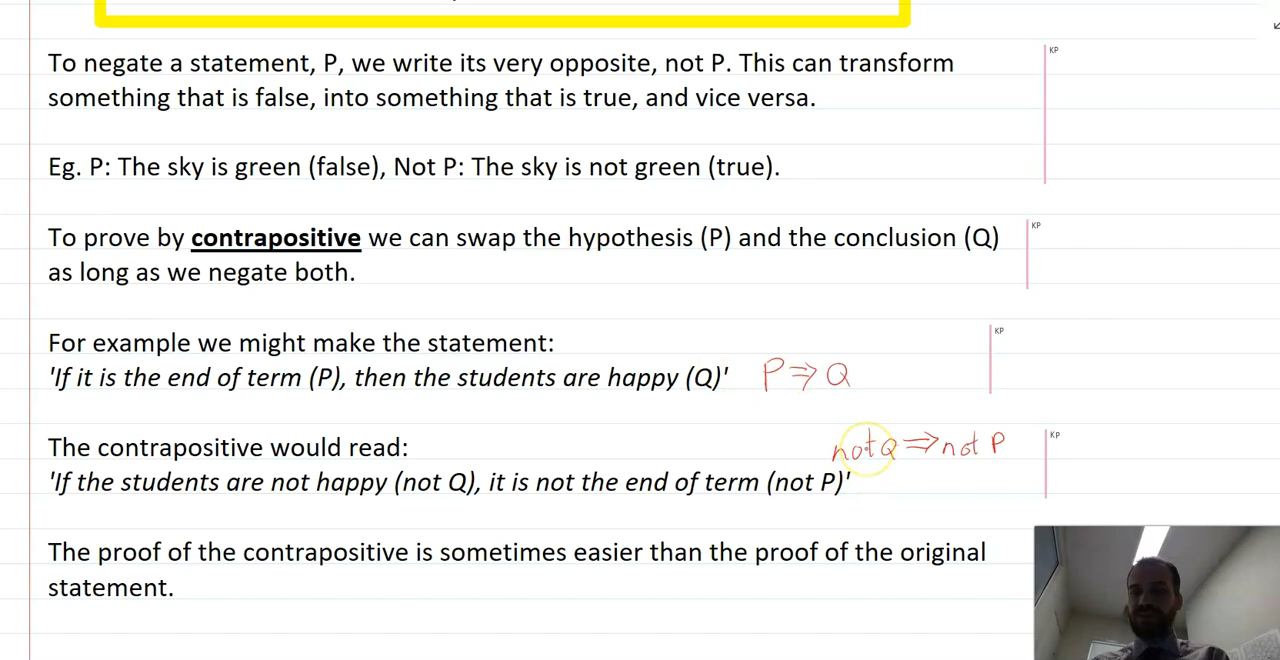 To negate a statement, P, we write its very opposite, not P. This can transform
KP
something that is false, into something that is true, and vice versa.
Eg. P: The sky is green (false), Not P: The sky is not green (true).
To prove by contrapositive we can swap the hypothesis (P) and the conclusion (Q)
KP
as long as we negate both.
For example we might make the statement:
KP
'If it is the end of term (P), then the students are happy (Q)' P ⇒ Q
The contrapositive would read: not Q ⇒ not P
KP
'If the students are not happy (not Q), it is not the end of term (not P)'
The proof of the contrapositive is sometimes easier than the proof of the original
statement.